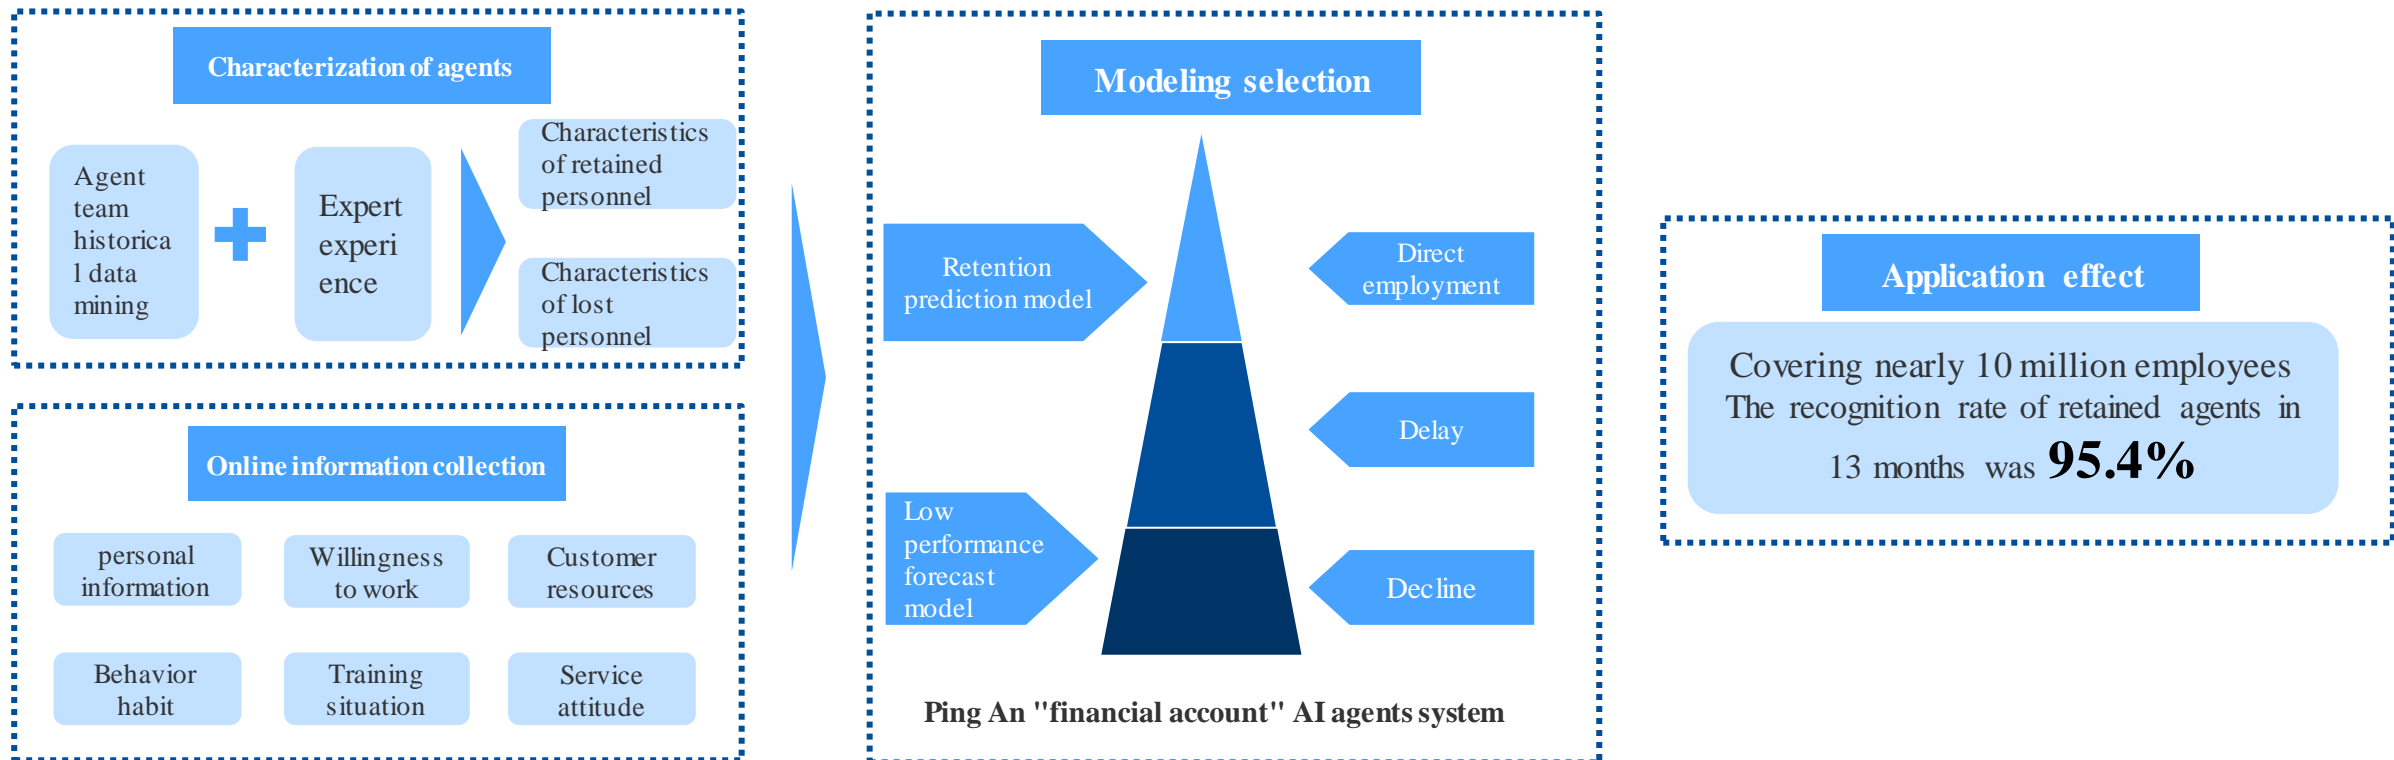 Characterization of agents
Agent
team
historica
l data
mining
Expert
experi
ence
Characteristics
of retained
personnel
Characteristics
of lost
personnel
Online information collection
personal
information
Willingness
to work
Customer
resources
Behavior
habit
Training
situation
Service
attitude
Modeling selection
Retention
prediction model
Direct
employment
Delay
Low
performance
forecast
model
Decline
Ping An "financial account" AI agents system
Application effect
Covering nearly 10 million employees
The recognition rate of retained agents in
13 months was 95.4%